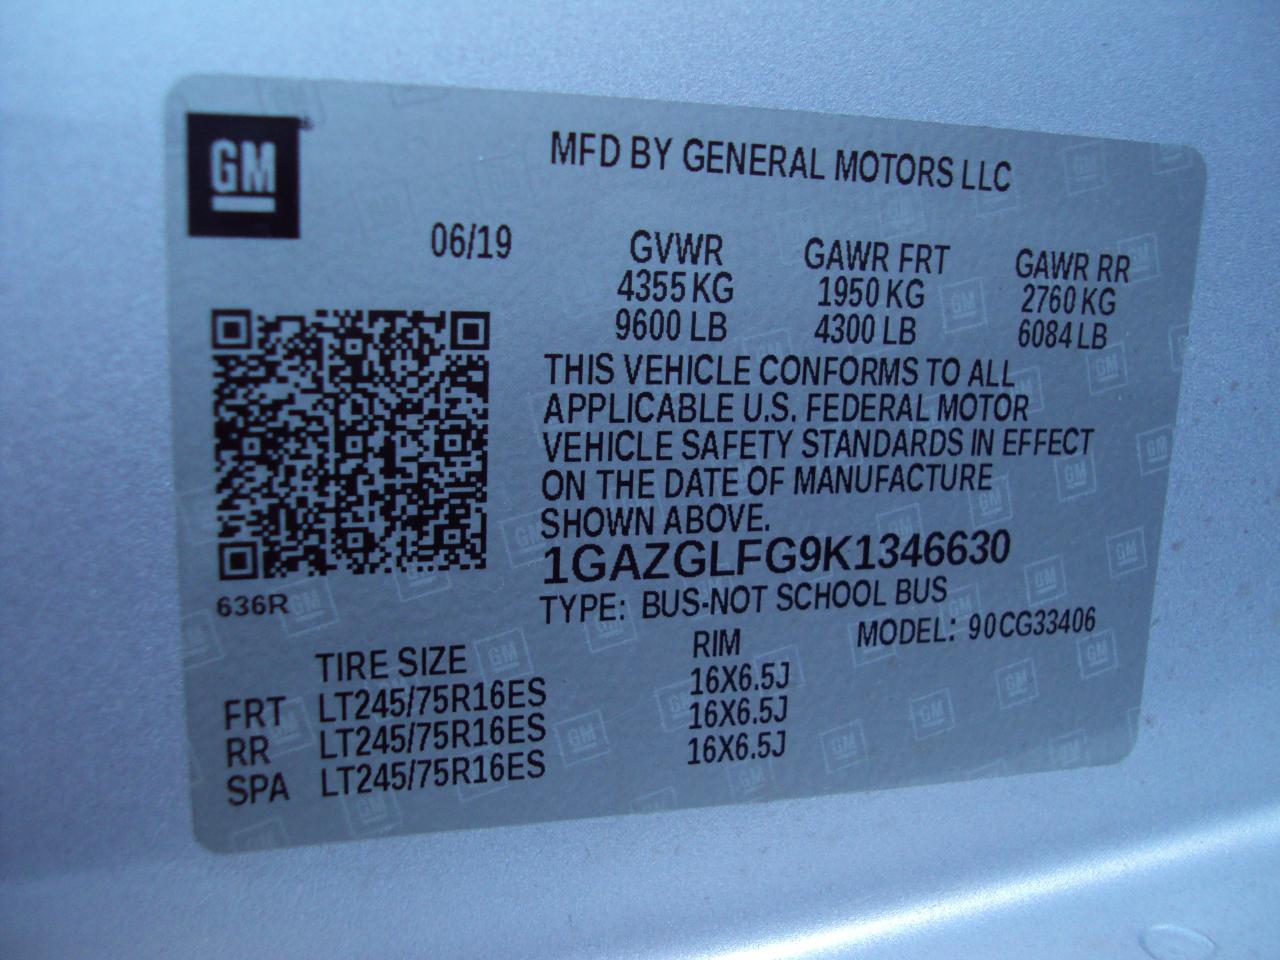 GM
MFD BY GENERAL MOTORS LLC
06/19
GVWR GAWR FRT GAWR RR
4355 KG 1950 KG 2760 KG
9600 LB 4300 LB 6084 LB
THIS VEHICLE CONFORMS TO ALL
APPLICABLE U.S. FEDERAL MOTOR
VEHICLE SAFETY STANDARDS IN EFFECT
ON THE DATE OF MANUFACTURE
SHOWN ABOVE.
1GAZGLFG9K1346630
636R
TYPE: BUS-NOT SCHOOL BUS
MODEL: 90CG33406
TIRE SIZE RIM
FRT LT245/75R16ES 16X6.5J
RR LT245/75R16ES 16X6.5J
SPA LT245/75R16ES 16X6.5J